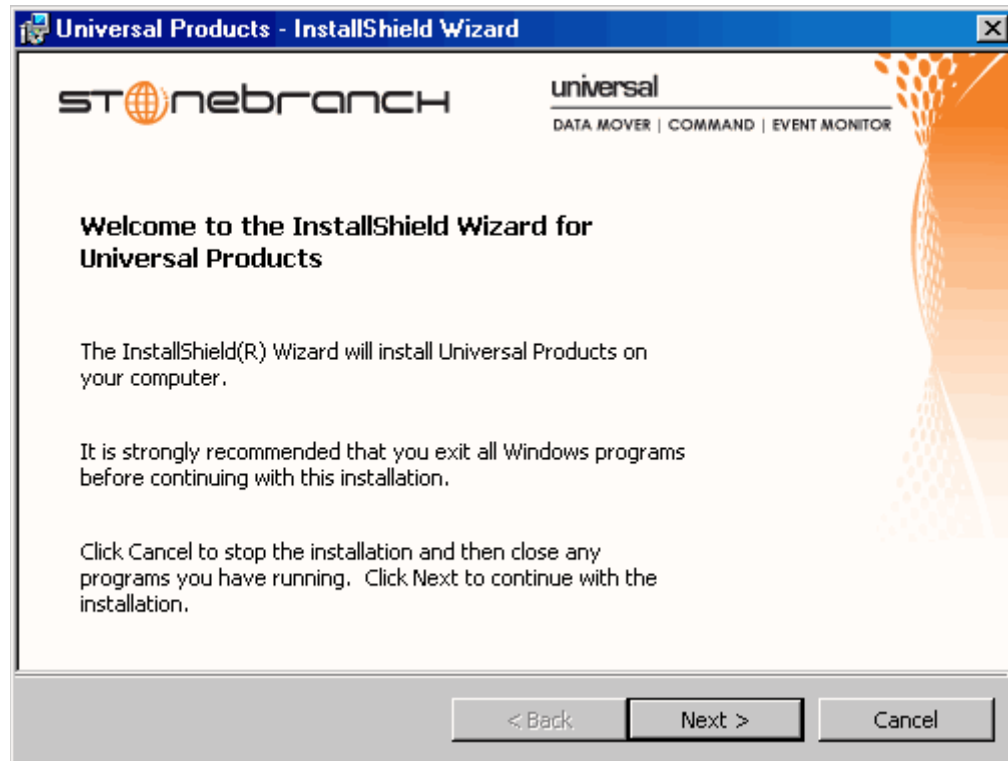 Universal Products - InstallShield Wizard
stonebranch
universal
DATA MOVER | COMMAND | EVENT MONITOR
Welcome to the InstallShield Wizard for
Universal Products
The InstallShield(R) Wizard will install Universal Products on
your computer.
It is strongly recommended that you exit all Windows programs
before continuing with this installation.
Click Cancel to stop the installation and then close any
programs you have running.  Click Next to continue with the
installation.
< Back
Next >
Cancel